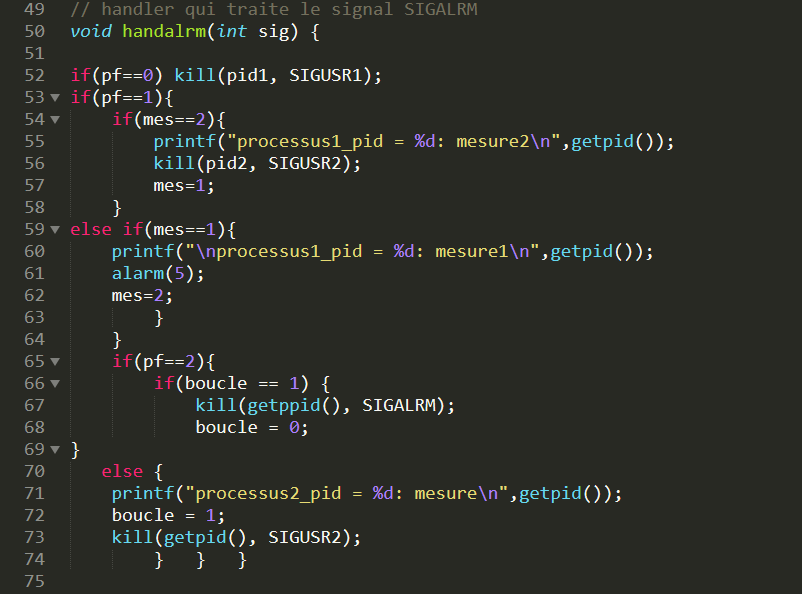 49 // handler qui traite le signal SIGALRM
50 void handalrm(int sig) {
51
52 if(pf==0) kill(pid1, SIGUSR1);
53 if(pf==1){
54 if(mes==2){
55 printf("processus1_pid = %d: mesure2\n",getpid());
56 kill(pid2, SIGUSR2);
57 mes=1;
58 }
59 else if(mes==1){
60 printf("\nprocessus1_pid = %d: mesure1\n",getpid());
61 alarm(5);
62 mes=2;
63 }
64 }
65 if(pf==2){
66 if(boucle == 1) {
67 kill(getppid(), SIGALRM);
68 boucle = 0;
69 }
70 else {
71 printf("processus2_pid = %d: mesure\n",getpid());
72 boucle = 1;
73 kill(getpid(), SIGUSR2);
74 } } }
75